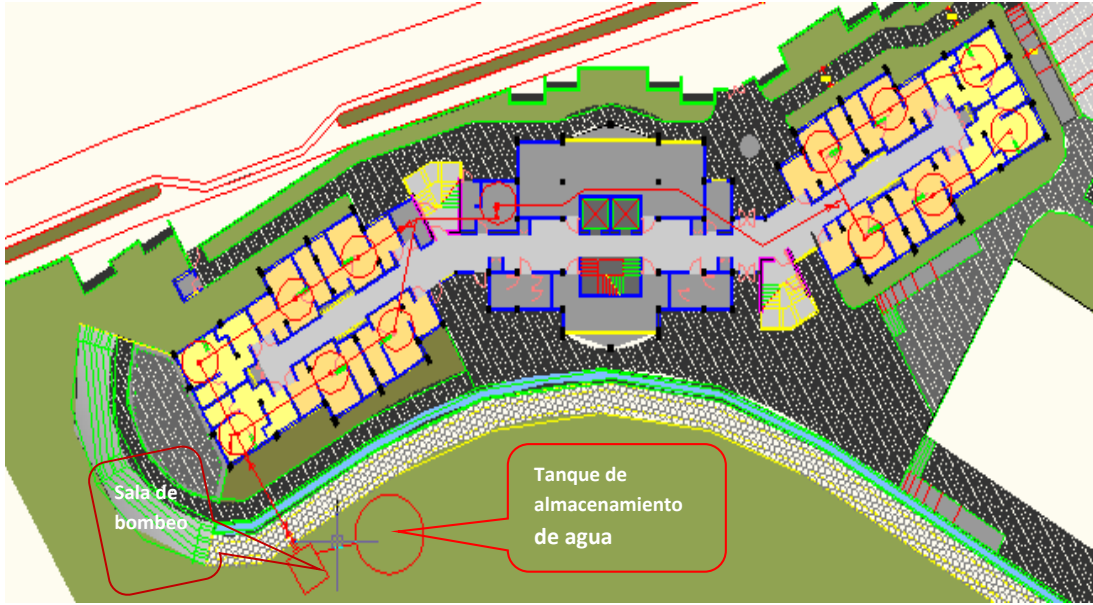 Sala de
bombeo
Tanque de
almacenamiento
de agua